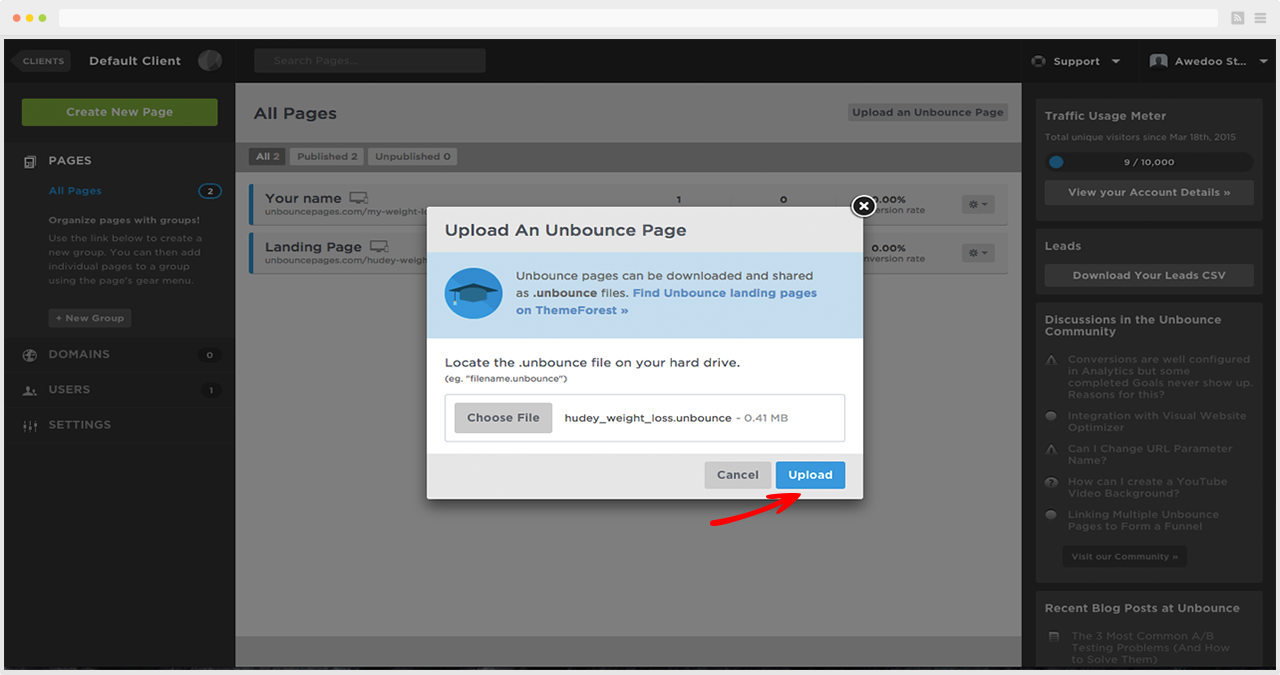 CLIENTS
Default Client
Search Pages...
Support
Awedoo St...
Create New Page
PAGES
All Pages
2
Organize pages with groups!
Use the link below to create a
new group. You can then add
individual pages to a group
using the page's gear menu.
+ New Group
DOMAINS
0
USERS
1
SETTINGS
All Pages
Upload an Unbounce Page
All 2
Published 2
Unpublished 0
Your name
unbouncepages.com/my-weight-lo
1
0
0.00%
version rate
Landing Page
unbouncepages.com/hudey-weigh
0.00%
nversion rate
Upload An Unbounce Page
Unbounce pages can be downloaded and shared
as .unbounce files. Find Unbounce landing pages
on ThemeForest »
Locate the .unbounce file on your hard drive.
(eg. "filename.unbounce")
Choose File
hudey_weight_loss.unbounce - 0.41 MB
Cancel
Upload
Traffic Usage Meter
Total unique visitors since Mar 18th, 2015
9 / 10,000
View your Account Details »
Leads
Download Your Leads CSV
Discussions in the Unbounce
Community
Conversions are well configured
in Analytics but some
completed Goals never show up.
Reasons for this?
Integration with Visual Website
Optimizer
Can I Change URL Parameter
Name?
How can I create a YouTube
Video Background?
Linking Multiple Unbounce
Pages to Form a Funnel
Visit our Community »
Recent Blog Posts at Unbounce
The 3 Most Common A/B
Testing Problems (And How
to Solve Them)